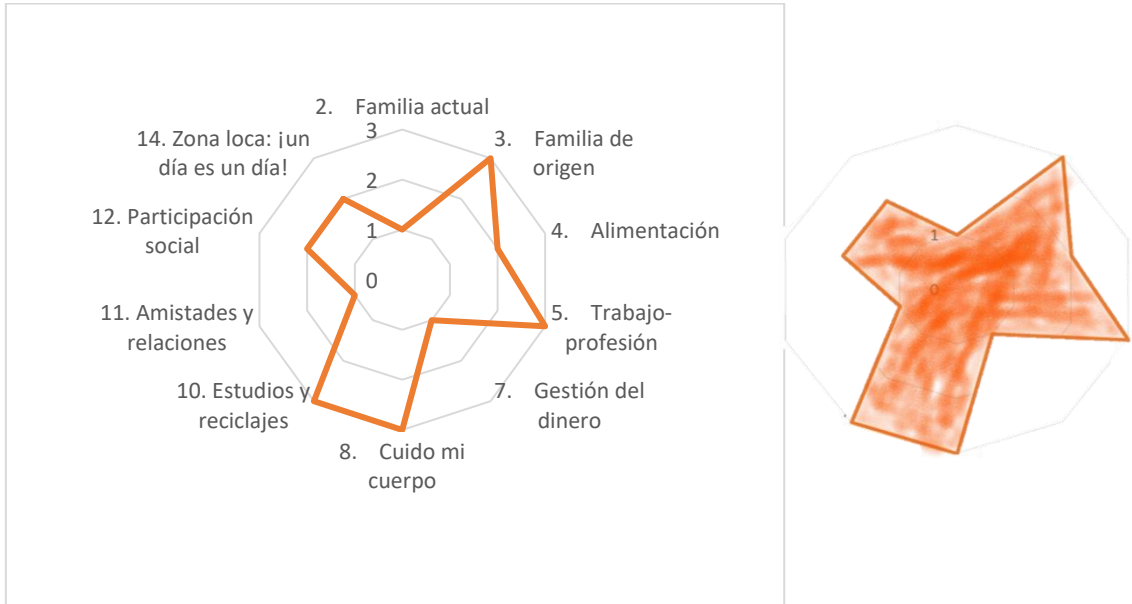 2. Familia actual
3
14. Zona loca: ¡un
día es un día!
3. Familia de
origen
2
12. Participación
social
1
4. Alimentación
0
11. Amistades y
relaciones
5. Trabajo-
profesión
10. Estudios y
reciclajes
7. Gestión del
dinero
8. Cuido mi
cuerpo
1
0